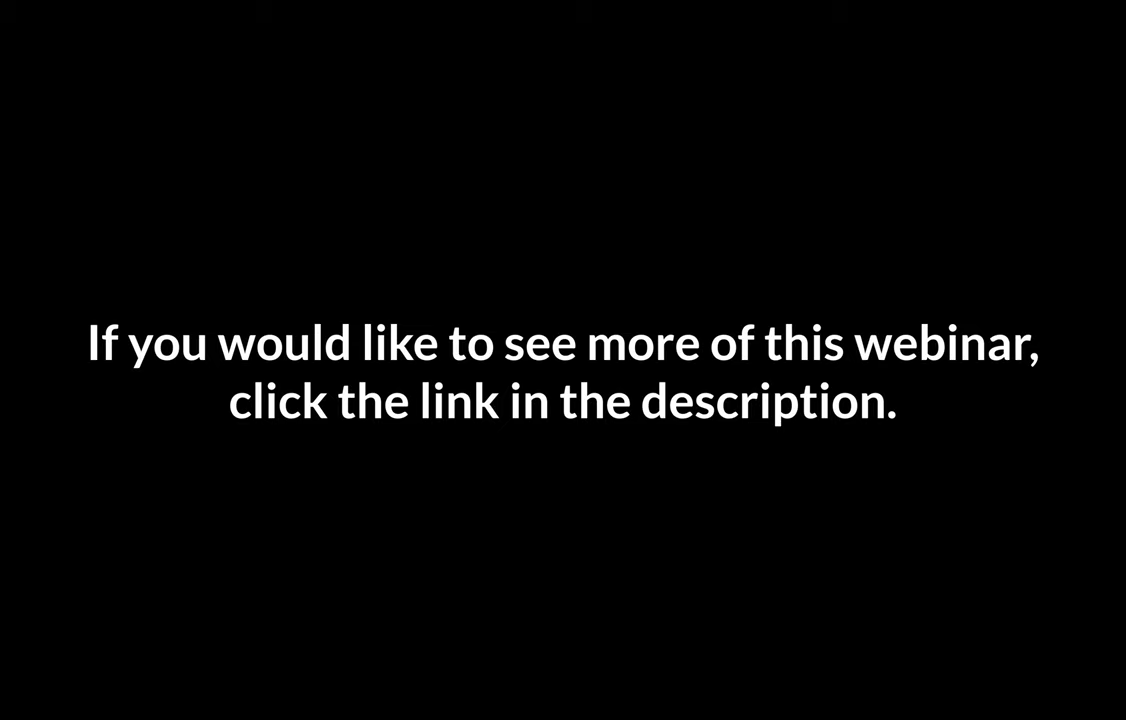 If you would like to see more of this webinar,
click the link in the description.